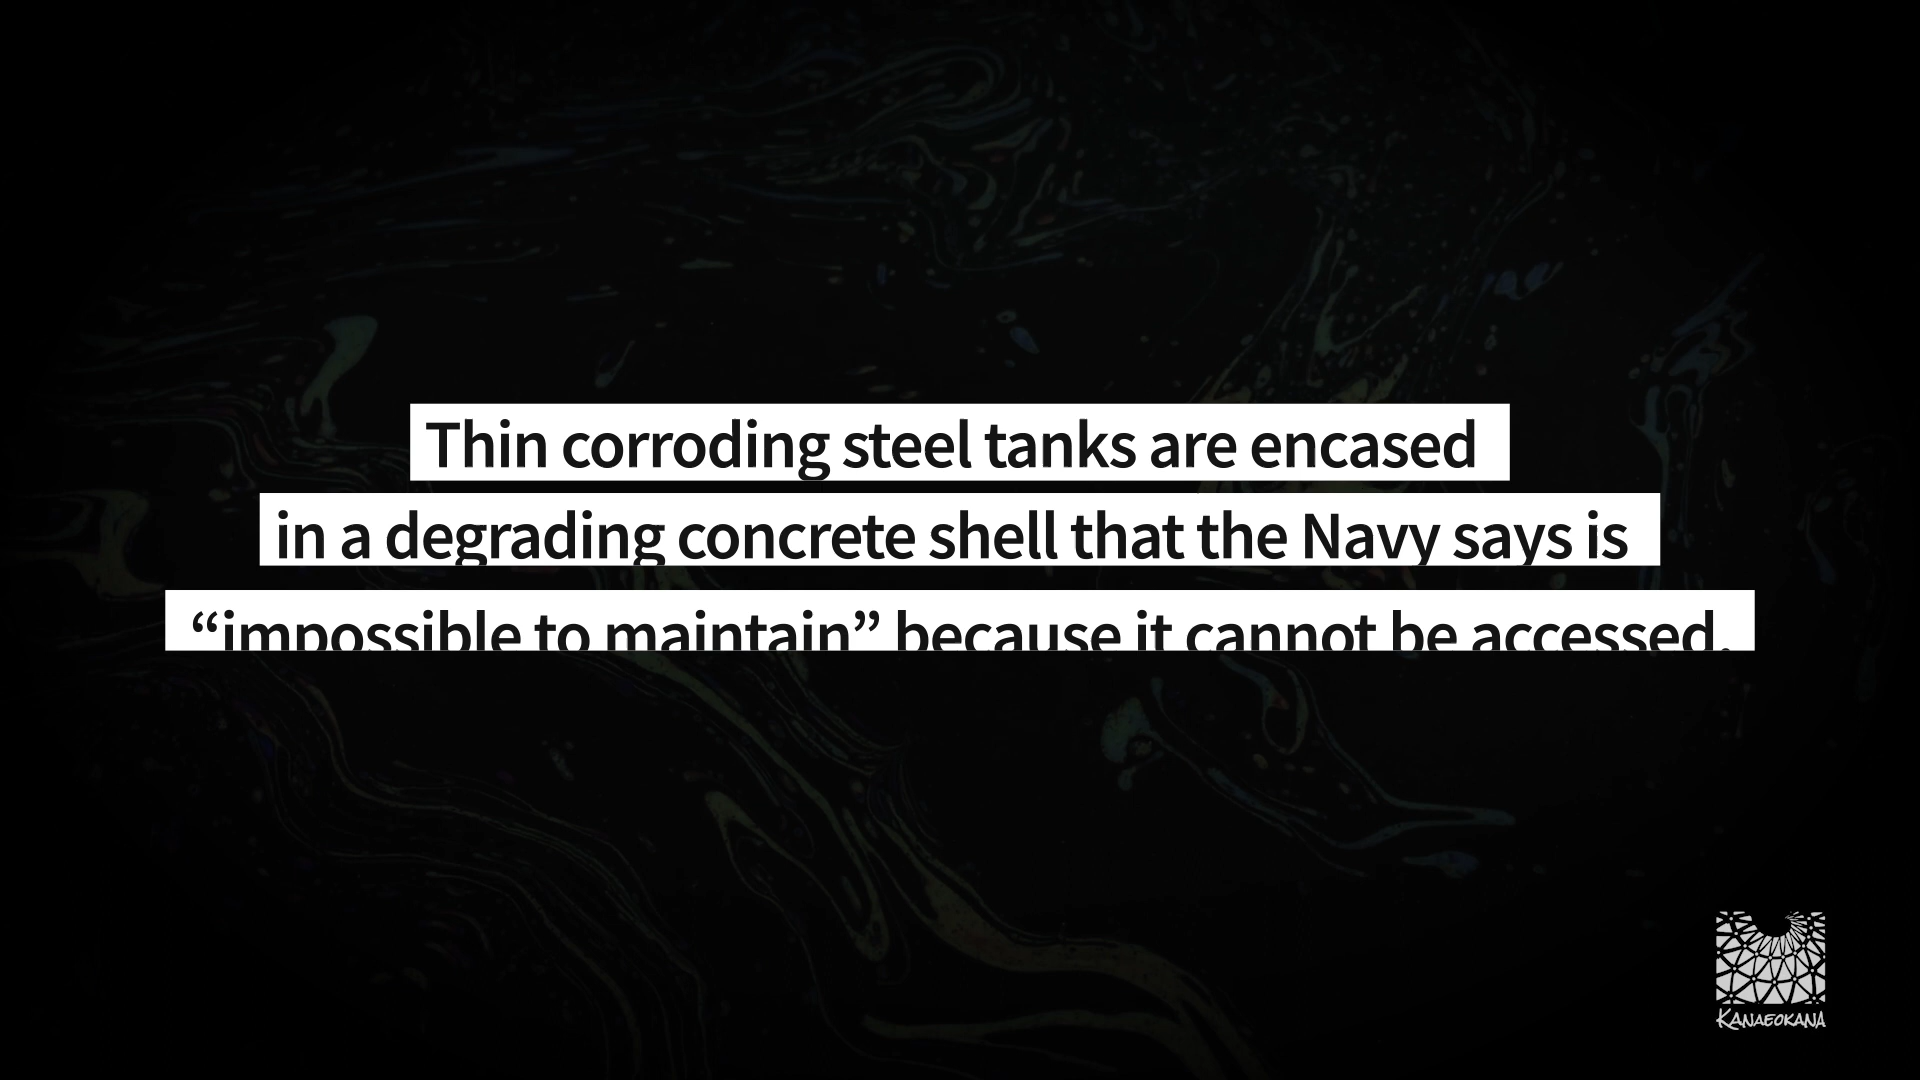 Thin corroding steel tanks are encased
in a degrading concrete shell that the Navy says is
“impossible to maintain” because it cannot be accessed.
KANAEOKANA